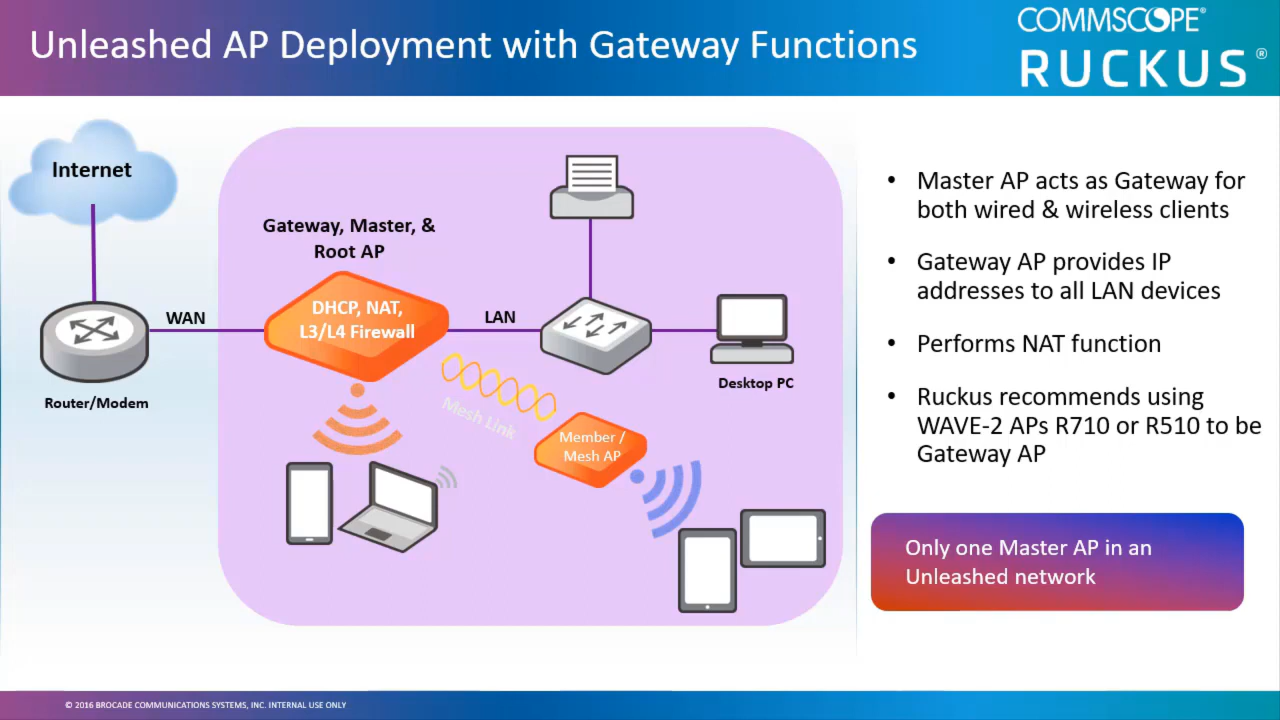 Unleashed AP Deployment with Gateway Functions
COMMSCOPE®
RUCKUS®
Internet
Gateway, Master, &
Root AP
DHCP, NAT,
L3/L4 Firewall
WAN
LAN
Router/Modem
Desktop PC
Mesh Link
Member /
Mesh AP
• Master AP acts as Gateway for
both wired & wireless clients
• Gateway AP provides IP
addresses to all LAN devices
• Performs NAT function
• Ruckus recommends using
WAVE-2 APs R710 or R510 to be
Gateway AP
Only one Master AP in an
Unleashed network
© 2016 BROCADE COMMUNICATIONS SYSTEMS, INC. INTERNAL USE ONLY